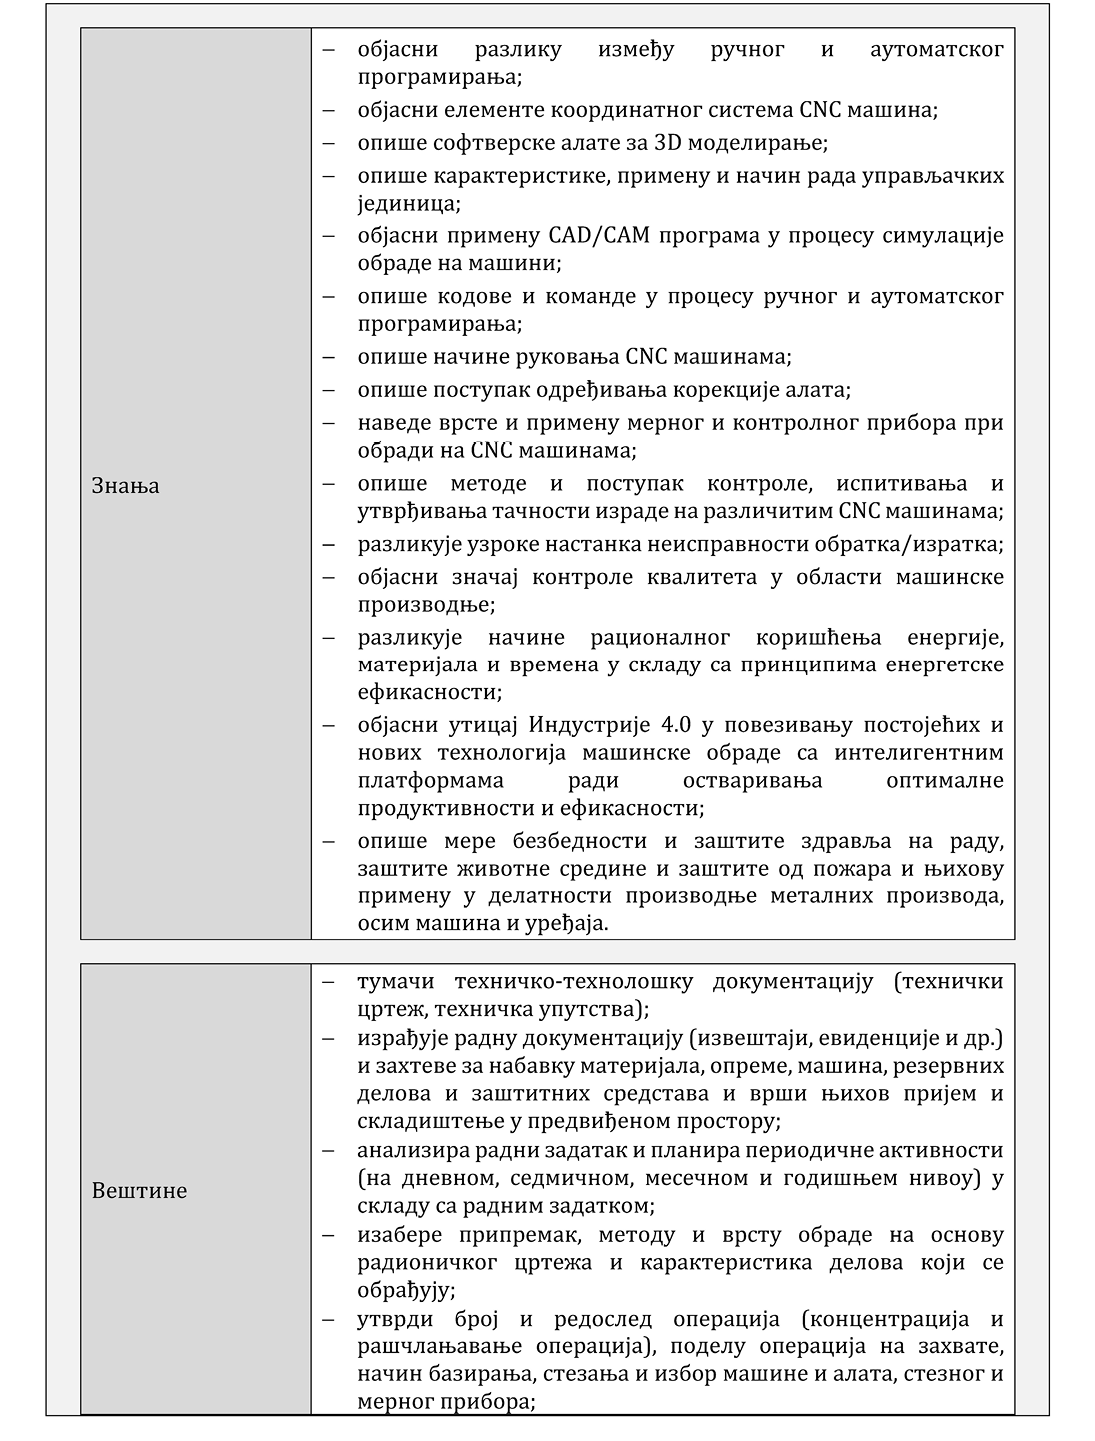 Знања
– објасни разлику између ручног и аутоматског
програмирања;
– објасни елементе координатног система CNC машина;
– опише софтверске алате за 3D моделирање;
– опише карактеристике, примену и начин рада управљачких
јединица;
– објасни примену CAD/CAM програма у процесу симулације
обраде на машини;
– опише кодове и команде у процесу ручног и аутоматског
програмирања;
– опише начине руковања CNC машинама;
– опише поступак одређивања корекције алата;
– наведе врсте и примену мерног и контролног прибора при
обради на CNC машинама;
– опише методе и поступак контроле, испитивања и
утврђивања тачности израде на различитим CNC машинама;
– разликује узроке настанка неисправности обратка/изратка;
– објасни значај контроле квалитета у области машинске
производње;
– разликује начине рационалног коришћења енергије,
материјала и времена у складу са принципима енергетске
ефикасности;
– објасни утицај Индустрије 4.0 у повезивању постојећих и
нових технологија машинске обраде са интелигентним
платформама ради остваривања оптималне
продуктивности и ефикасности;
– опише мере безбедности и заштите здравља на раду,
заштите животне средине и заштите од пожара и њихову
примену у делатности производње металних производа,
осим машина и уређаја.
Вештине
– тумачи техничко-технолошку документацију (технички
цртеж, техничка упутства);
– израђује радну документацију (извештаји, евиденције и др.)
и захтеве за набавку материјала, опреме, машина, резервних
делова и заштитних средстава и врши њихов пријем и
складиштење у предвиђеном простору;
– анализира радни задатак и планира периодичне активности
(на дневном, седмичном, месечном и годишњем нивоу) у
складу са радним задатком;
– изабере припремак, методу и врсту обраде на основу
радионичког цртежа и карактеристика делова који се
обрађују;
– утврди број и редослед операција (концентрација и
рашчлањавање операција), поделу операција на захвате,
начин базирања, стезања и избор машине и алата, стезног и
мерног прибора;